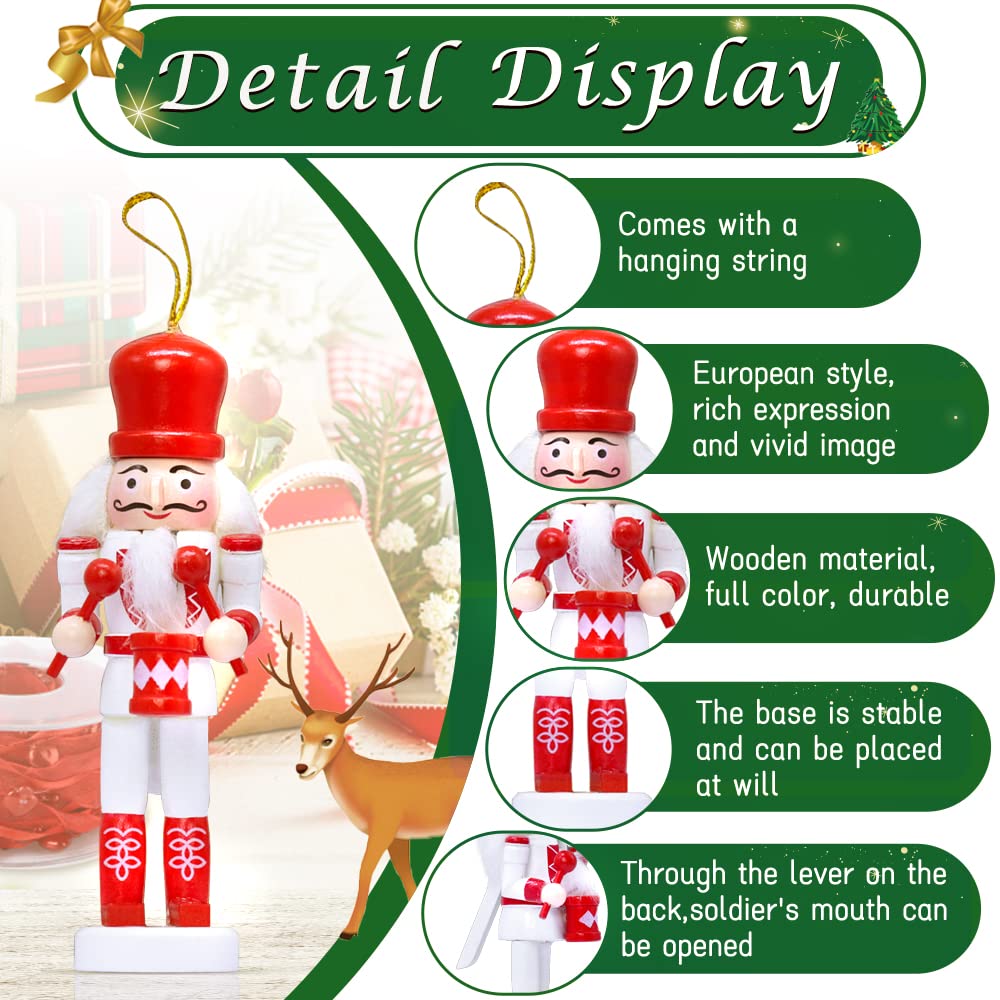 Detail Display
Comes with a
hanging string
European style,
rich expression
and vivid image
Wooden material,
full color, durable
The base is stable
and can be placed
at will
Through the lever on the
back,soldier's mouth can
be opened